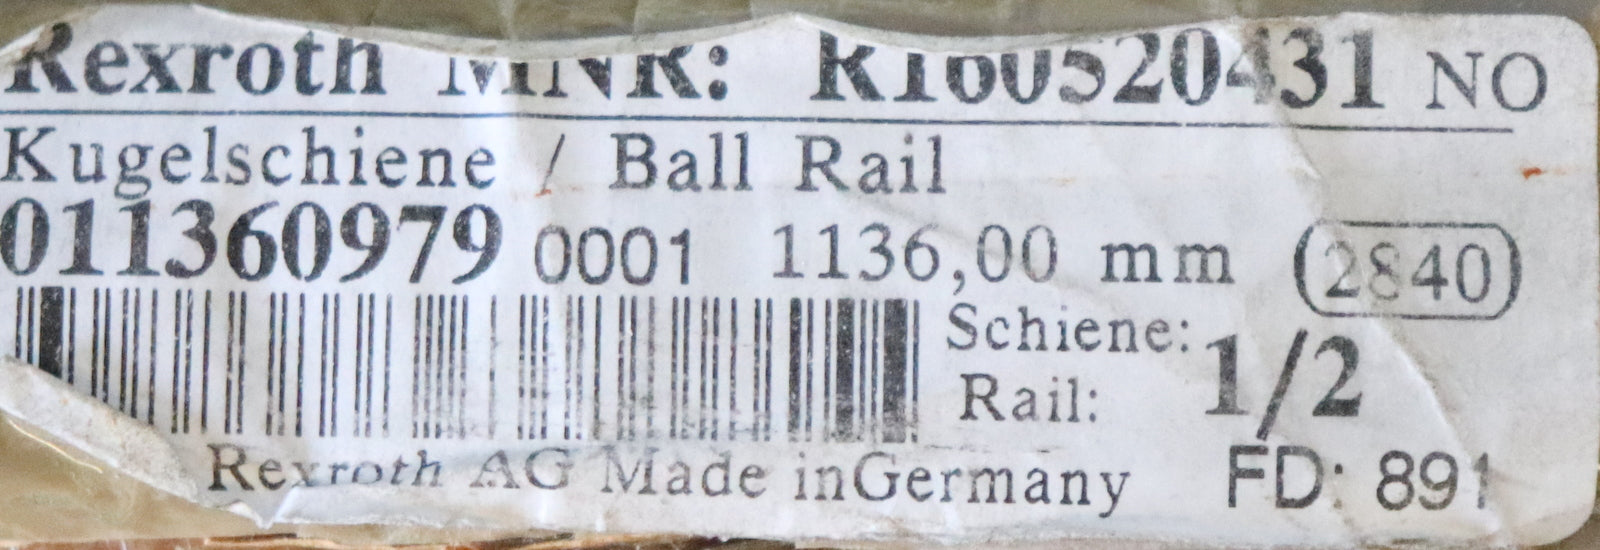 Rexroth MNR: R160520431 NO
Kugelschiene / Ball Rail
011360979 0001 1136,00 mm 2840
Schiene: 1/2
Rail:
Rexroth AG Made inGermany FD: 891